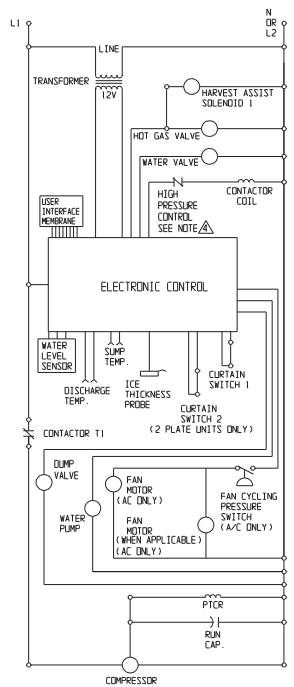 L1
N
OR
L2
LINE
TRANSFORMER
12V
HARVEST ASSIST
SOLENOID 1
HOT GAS VALVE
WATER VALVE
HIGH
PRESSURE
CONTROL
SEE NOTE 4
CONTACTOR
COIL
USER
INTERFACE
MEMBRANE
ELECTRONIC CONTROL
WATER
LEVEL
SENSOR
SUMP
TEMP.
DISCHARGE
TEMP.
ICE
THICKNESS
PROBE
CURTAIN
SWITCH 1
CURTAIN
SWITCH 2
(2 PLATE UNITS ONLY)
CONTACTOR T1
DUMP
VALVE
WATER
PUMP
FAN
MOTOR
(AC ONLY)
FAN
MOTOR
(WHEN APPLICABLE)
(AC ONLY)
FAN CYCLING
PRESSURE
SWITCH
(A/C ONLY)
PTCR
RUN
CAP.
COMPRESSOR